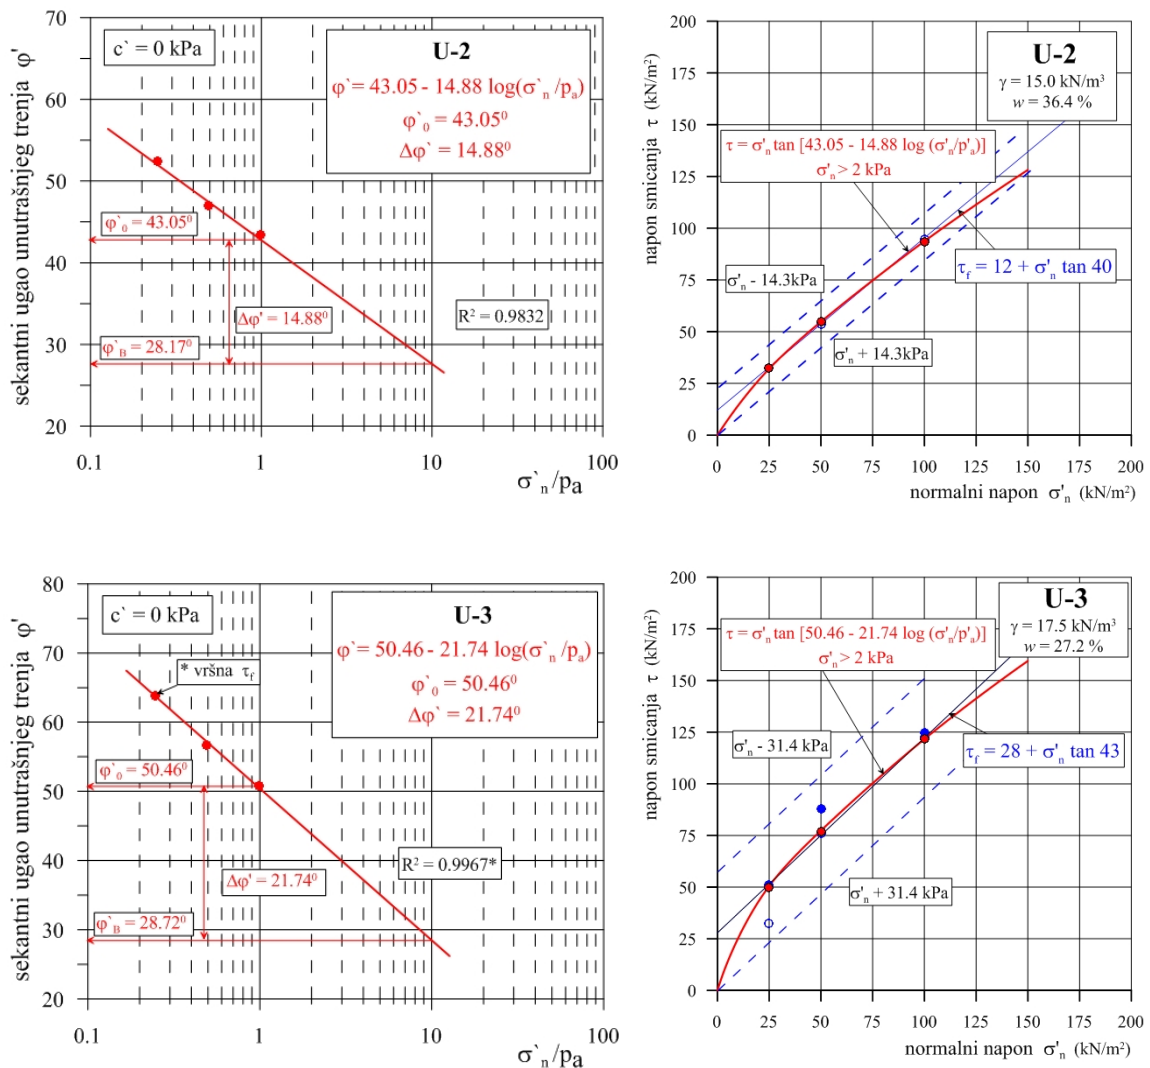 70
60
50
40
30
20
0.1
1
10
100
sekantni ugao unutrašnjeg trenja φ'
σ`n/pa
c` = 0 kPa
U-2
φ`= 43.05 - 14.88 log(σ`n/pa)
φ`0 = 43.05⁰
Δφ` = 14.88⁰
φ`0 = 43.05⁰
Δφ' = 14.88⁰
φ`B = 28.17⁰
R² = 0.9832
200
175
150
125
100
75
50
25
0
0
25
50
75
100
125
150
175
200
napon smicanja τ (kN/m²)
normalni napon σ'n (kN/m²)
U-2
γ = 15.0 kN/m³
w = 36.4 %
τ = σ'n tan [43.05 - 14.88 log (σ'n/p'a)]
σ'n > 2 kPa
σ'n - 14.3kPa
τf = 12 + σ'n tan 40
σ'n + 14.3kPa
80
70
60
50
40
30
20
0.1
1
10
100
sekantni ugao unutrašnjeg trenja φ'
σ`n/pa
c` = 0 kPa
U-3
φ`= 50.46 - 21.74 log(σ`n/pa)
φ`0 = 50.46⁰
Δφ` = 21.74⁰
* vršna τf
φ`0 = 50.46⁰
R² = 0.9967*
Δφ' = 21.74⁰
φ`B = 28.72⁰
200
175
150
125
100
75
50
25
0
0
25
50
75
100
125
150
175
200
napon smicanja τ (kN/m²)
normalni napon σ'n (kN/m²)
U-3
γ = 17.5 kN/m³
w = 27.2 %
τ = σ'n tan [50.46 - 21.74 log (σ'n/p'a)]
σ'n > 2 kPa
σ'n - 31.4 kPa
τf = 28 + σ'n tan 43
σ'n + 31.4 kPa